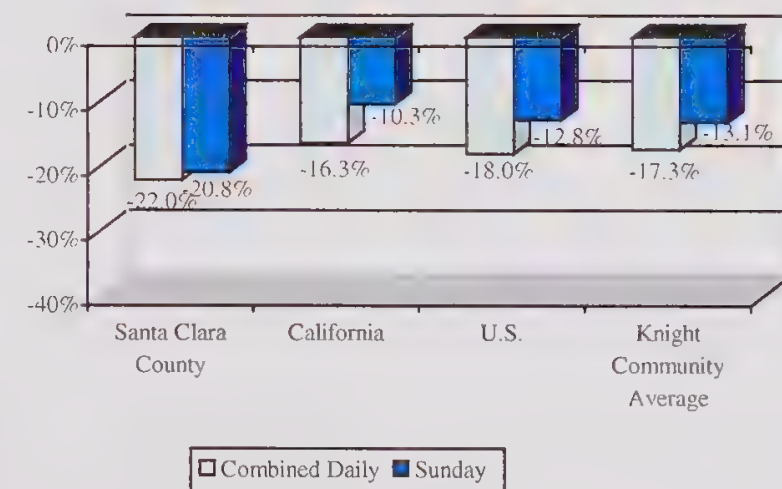 0%
-10%
-20%
-30%
-40%
-22.0%
-20.8%
-16.3%
-10.3%
-18.0%
-12.8%
-17.3%
-13.1%
Santa Clara
County
California
U.S.
Knight
Community
Average
Combined Daily
Sunday